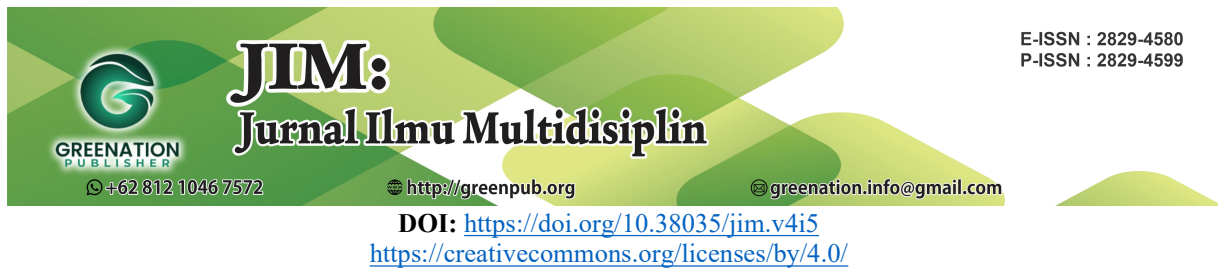 E-ISSN : 2829-4580
P-ISSN : 2829-4599
JIM:
Jurnal Ilmu Multidisiplin
GREENATION
PUBLISHER
+62 812 1046 7572
http://greenpub.org
greenation.info@gmail.com
DOI: https://doi.org/10.38035/jim.v4i5
https://creativecommons.org/licenses/by/4.0/